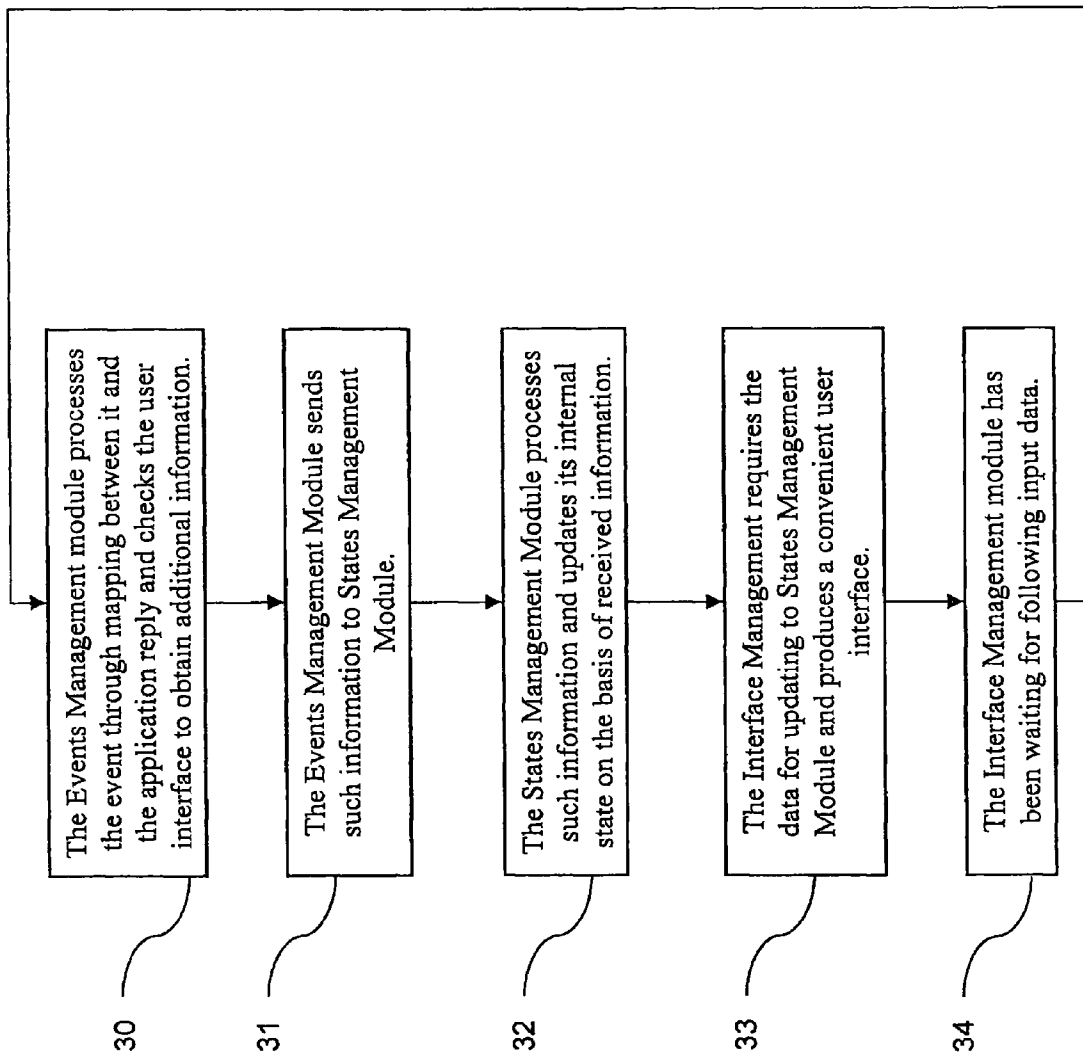 30
The Events Management module processes
the event through mapping between it and
the application reply and checks the user
interface to obtain additional information.
31
The Events Management Module sends
such information to States Management
Module.
32
The States Management Module processes
such information and updates its internal
state on the basis of received information.
33
The Interface Management requires the
data for updating to States Management
Module and produces a convenient user
interface.
34
The Interface Management module has
been waiting for following input data.